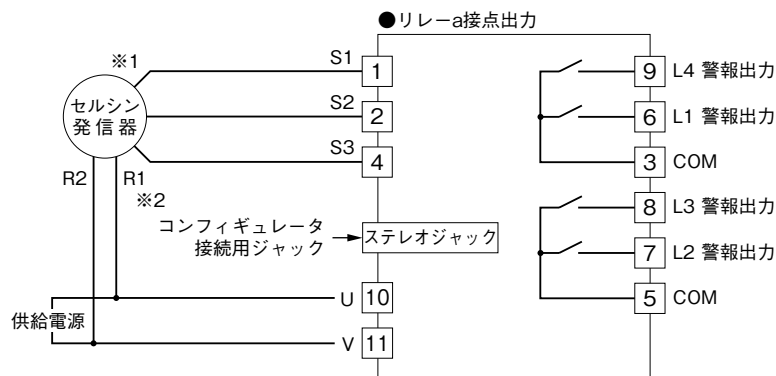 ●リレーa接点出力
※1
S1
1
S2
2
S3
4
セルシン
発信器
R2
R1
※2
コンフィギュレータ
接続用ジャック
ステレオジャック
供給電源
U
10
V
11
9
L4 警報出力
6
L1 警報出力
3
COM
8
L3 警報出力
7
L2 警報出力
5
COM